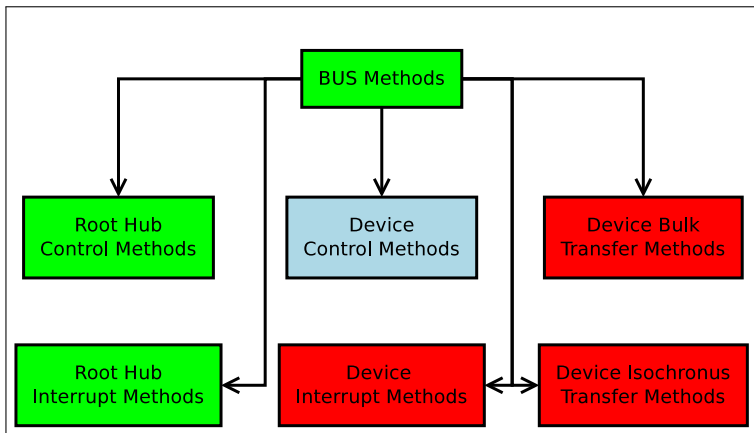 BUS Methods
Root Hub
Control Methods
Device
Control Methods
Device Bulk
Transfer Methods
Root Hub
Interrupt Methods
Device
Interrupt Methods
Device Isochronus
Transfer Methods